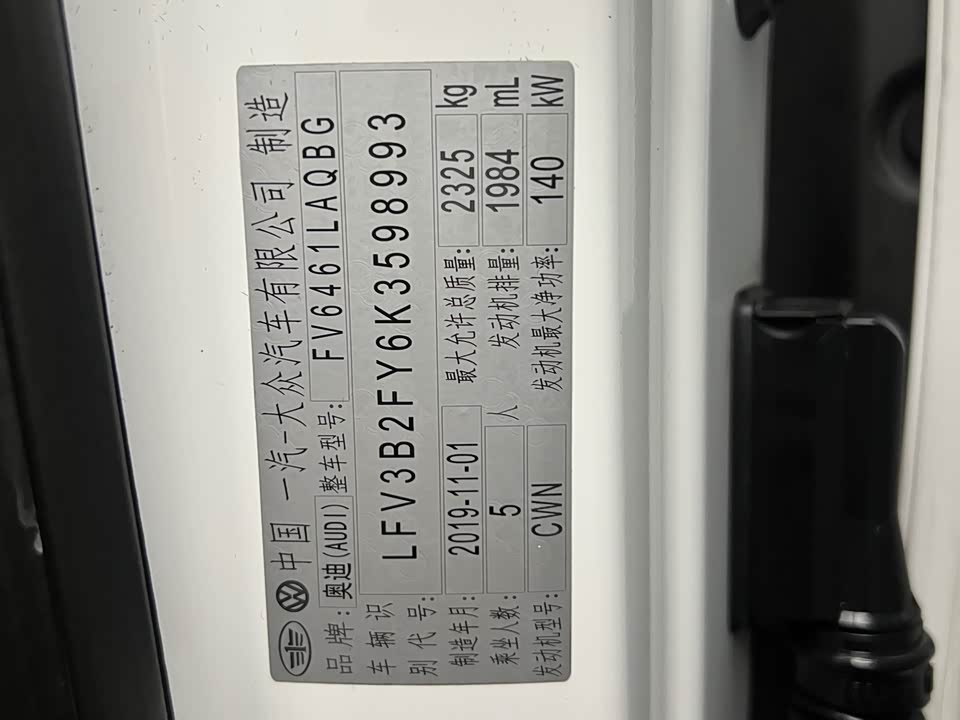 中国 一汽-大众汽车有限公司 制造
品牌: 奥迪(AUDI) 整车型号: FV6461LAQBG
车辆识别代号: LFV3B2FY6K3598993
制造年月: 2019-11-01 最大允许总质量: 2325 kg
乘坐人数: 5 人 发动机排量: 1984 mL
发动机型号: CWN 发动机最大净功率: 140 kW